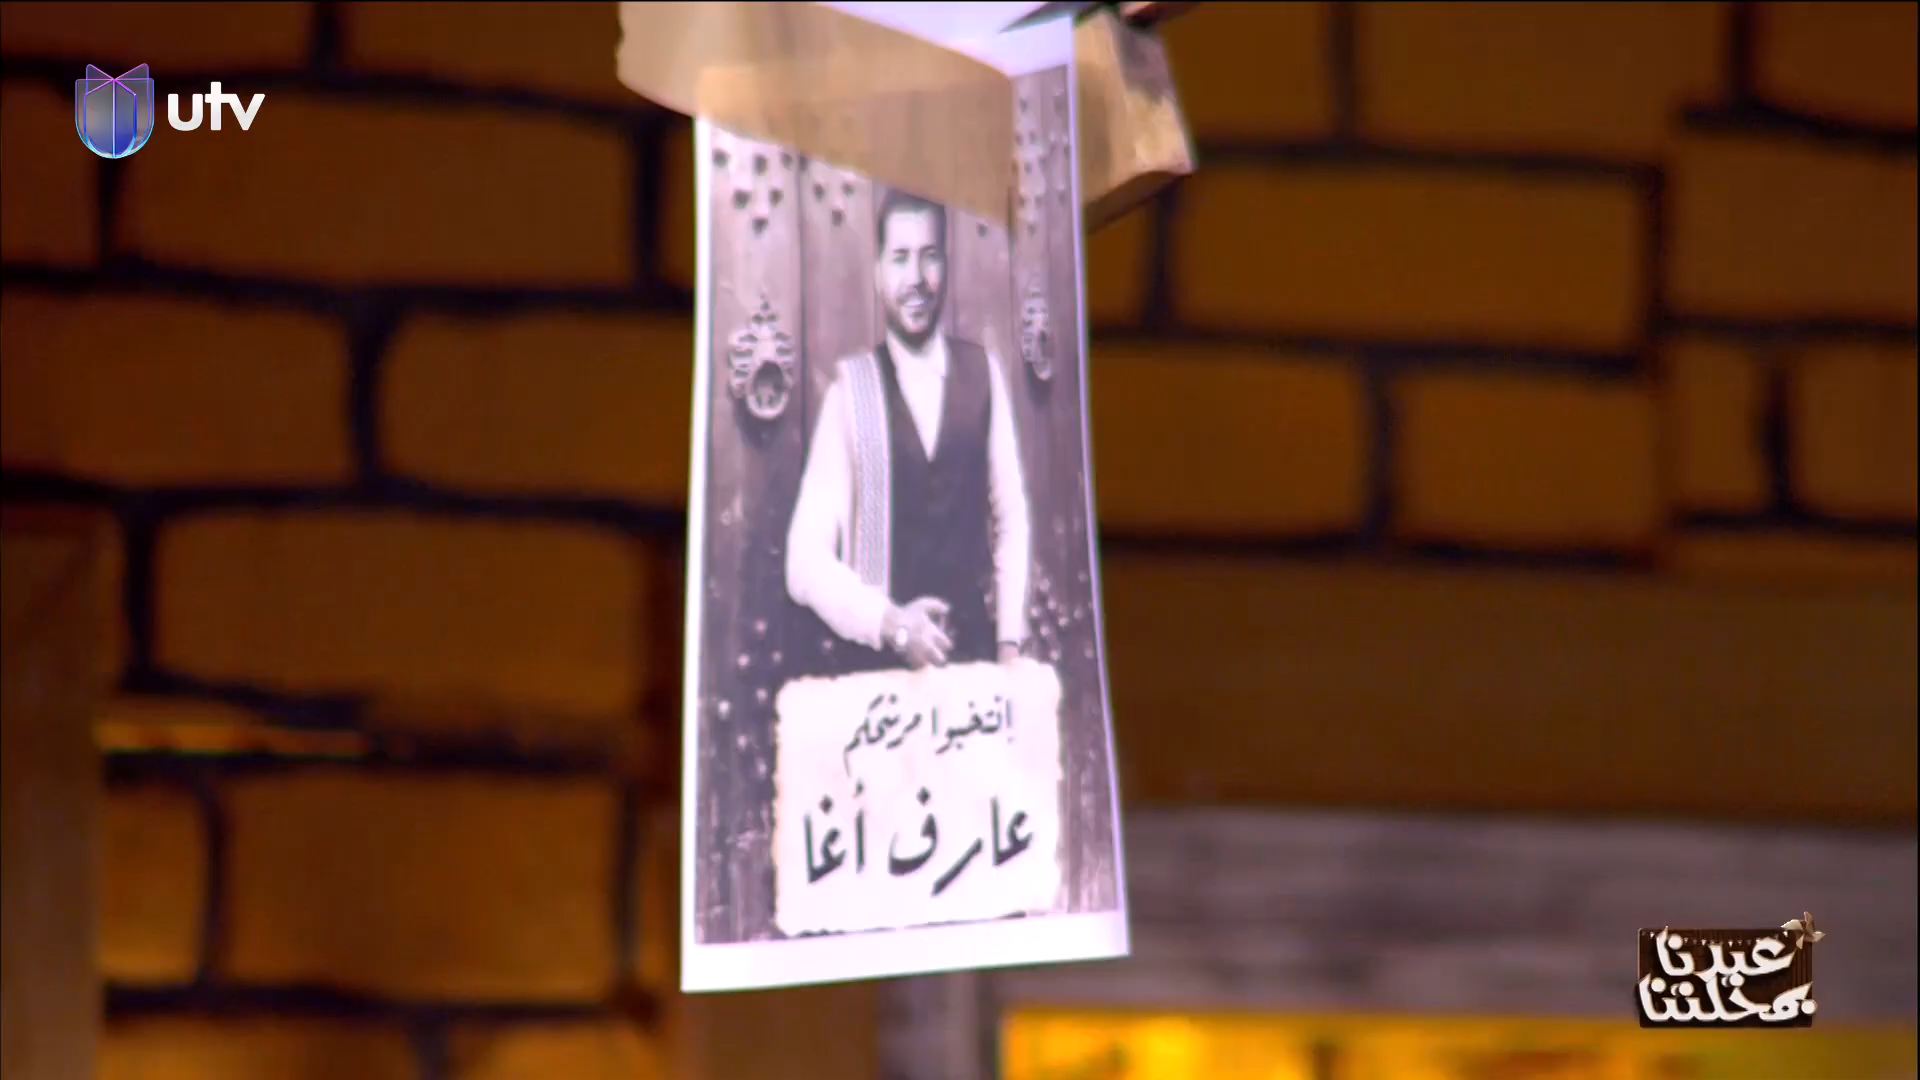 utv
إنتخبوا مرشحكم
عارف أغا
عيدنا
بمحلتنا